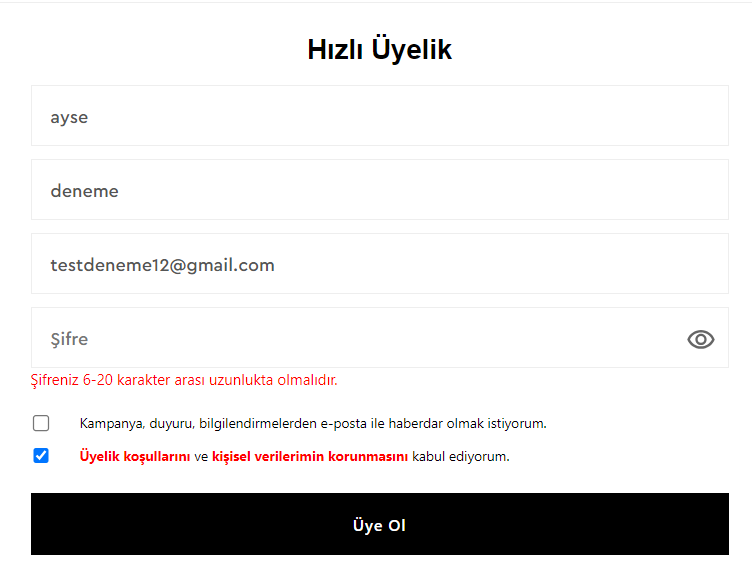 Hızlı Üyelik
ayse
deneme
testdeneme12@gmail.com
Şifre
Şifreniz 6-20 karakter arası uzunlukta olmalıdır.
Kampanya, duyuru, bilgilendirmelerden e-posta ile haberdar olmak istiyorum.
Üyelik koşullarını ve kişisel verilerimin korunmasını kabul ediyorum.
Üye Ol